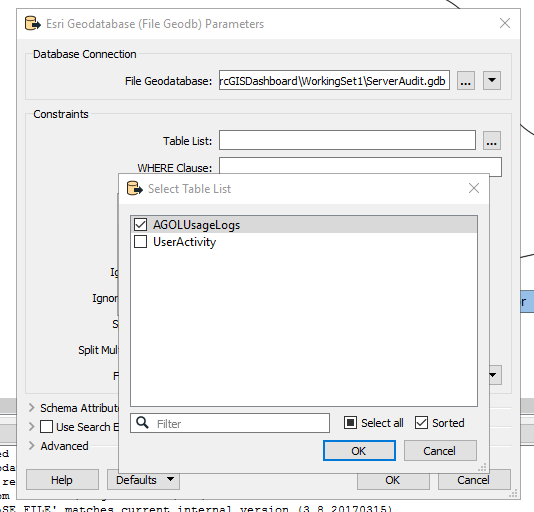 Esri Geodatabase (File Geodb) Parameters
Database Connection
File Geodatabase: rcGISDashboard\WorkingSet1\ServerAudit.gdb ...
Constraints
Table List: ...
WHERE Clause:
Select Table List
AGOLUsageLogs
UserActivity
Ig
Ignor
S
Split Mul
F
r
Schema Attribut
Use Search E
Advanced
Filter
Select all
Sorted
OK
Cancel
Help
Defaults
OK
Cancel
ed
oda
re
om
SE_FILE' matches current internal version (3.8 20170315)